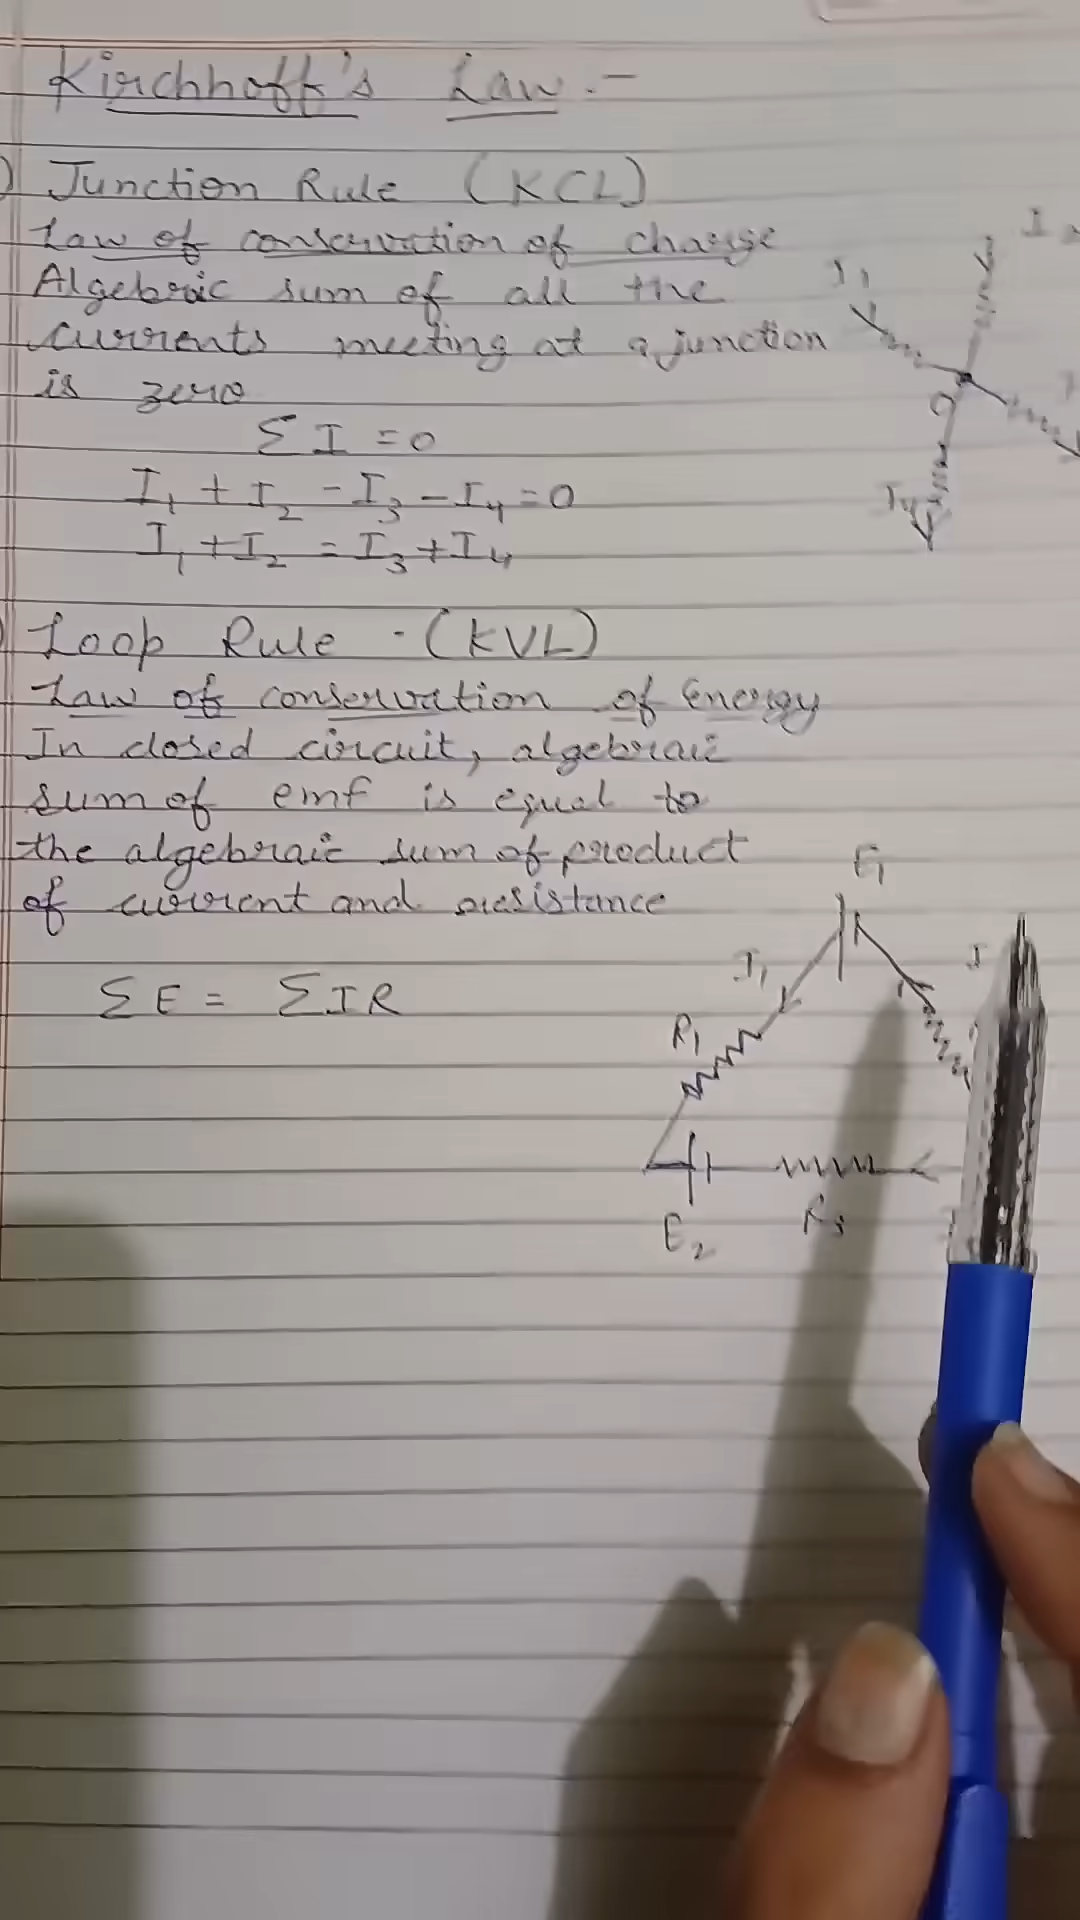 Kirchhoff's Law :-
Junction Rule (KCL)
Law of conservation of charge
Algebraic sum of all the
currents meeting at a junction
is zero
Σ I = 0
I₁ + I₂ - I₃ - I₄ = 0
I₁ + I₂ = I₃ + I₄
I₁
I₂
O
I₄
Loop Rule - (KVL)
Law of conservation of Energy
In closed circuit, algebraic
sum of emf is equal to
the algebraic sum of product
of current and resistance
Σ E = Σ IR
E₁
I₁
I
R₁
E₂
R₃